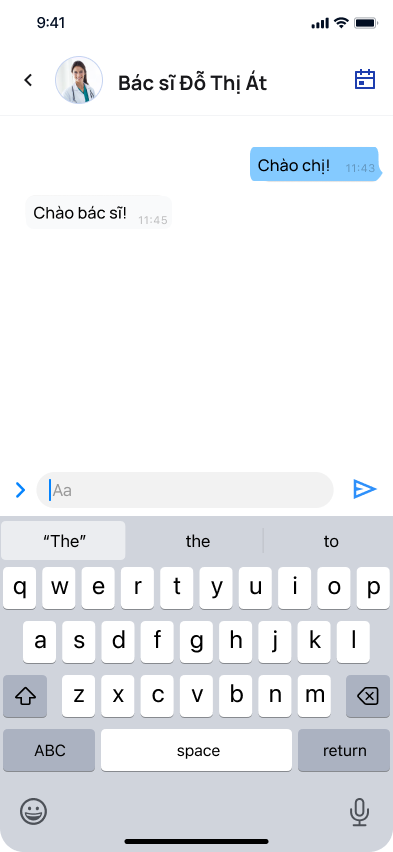 9:41
Bác sĩ Đỗ Thị Át
Chào chị! 11:43
Chào bác sĩ! 11:45
Aa
“The” the to
q w e r t y u i o p
a s d f g h j k l
z x c v b n m
ABC space return